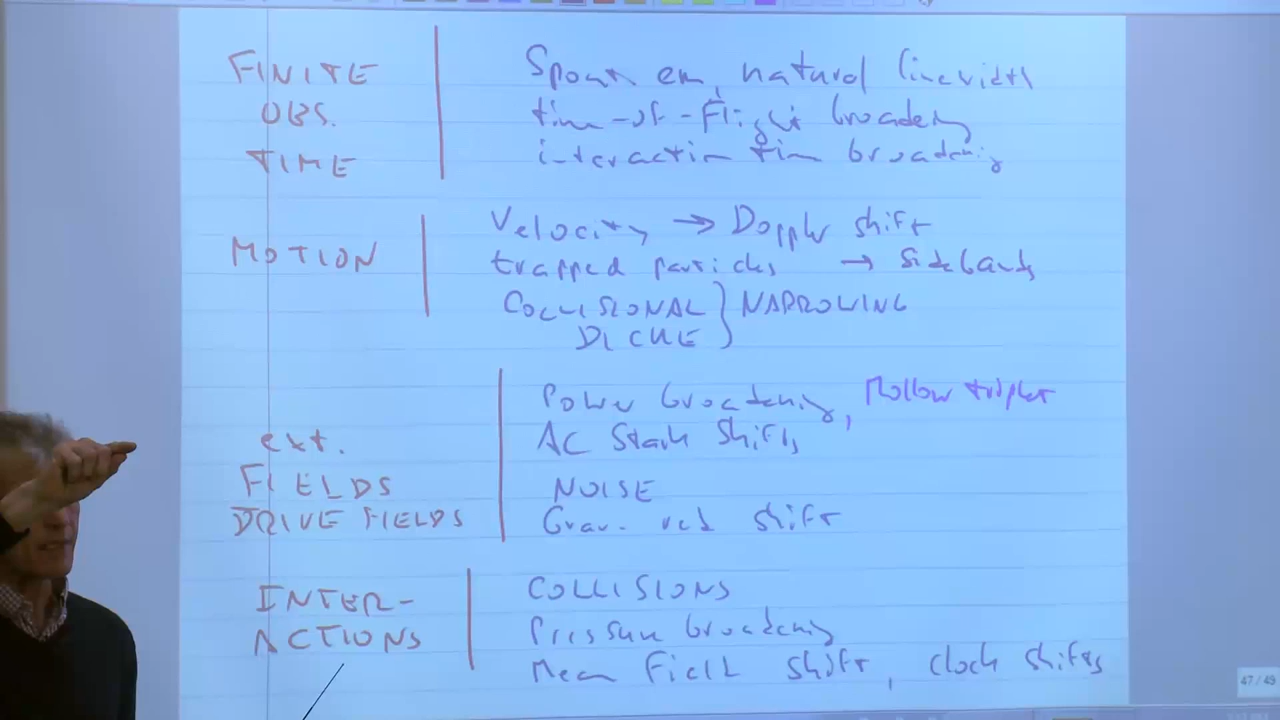 FINITE
OBS.
TIME
Spont em, natural linewidth
time-of-flight broadening
interaction time broadening
MOTION
Velocity → Doppler shift
trapped particles → Sidebands
COLLISIONAL } NARROWING
DICKE
ext.
FIELDS
DRIVE FIELDS
Power broadening, Mollow triplet
AC Stark shifts
NOISE
Grav. red shift
INTER-
ACTIONS
COLLISIONS
Pressure broadening
Mean Field shift, clock shifts
47 / 49